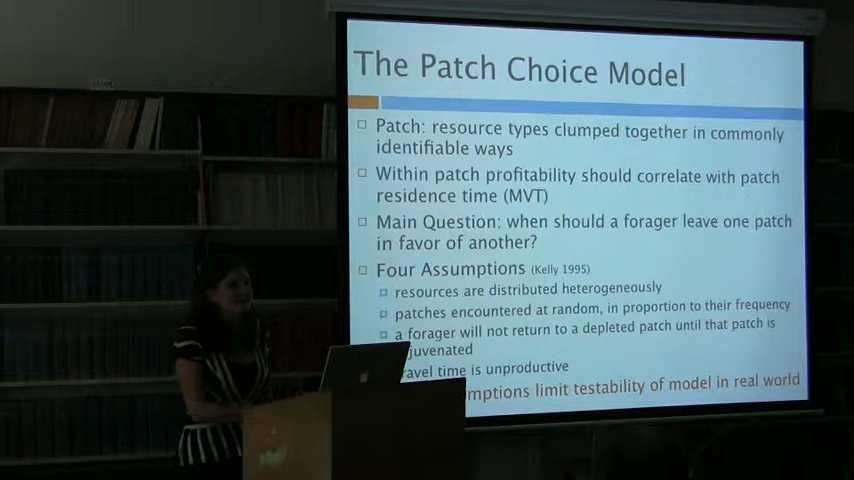 The Patch Choice Model
Patch: resource types clumped together in commonly
identifiable ways
Within patch profitability should correlate with patch
residence time (MVT)
Main Question: when should a forager leave one patch
in favor of another?
Four Assumptions (Kelly 1995)
resources are distributed heterogeneously
patches encountered at random, in proportion to their frequency
a forager will not return to a depleted patch until that patch is
juvenated
ravel time is unproductive
mptions limit testability of model in real world